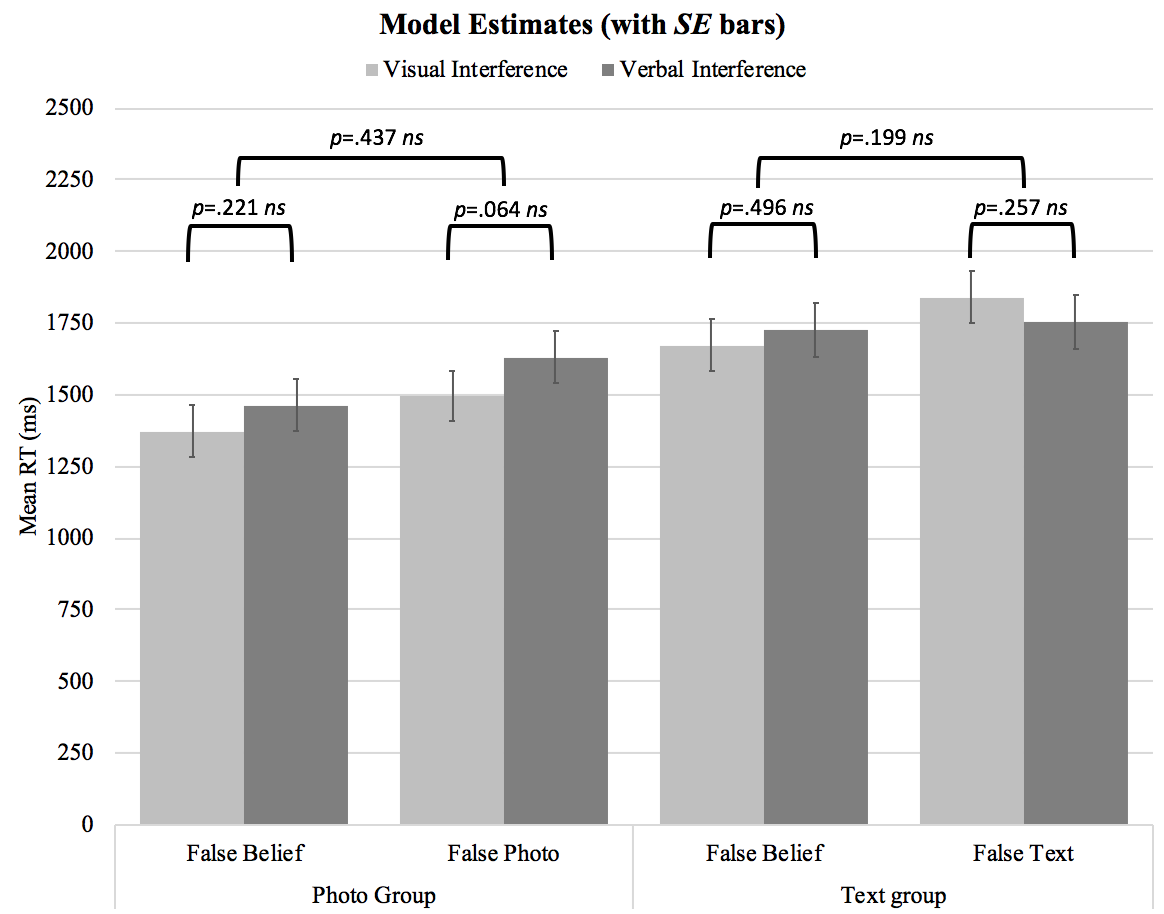 Model Estimates (with SE bars)
Visual Interference Verbal Interference
2500
p=.437 ns p=.199 ns
2250
p=.221 ns p=.064 ns p=.496 ns p=.257 ns
2000
1750
1500
1250
1000
750
500
250
0
Mean RT (ms)
False Belief False Photo False Belief False Text
Photo Group Text group